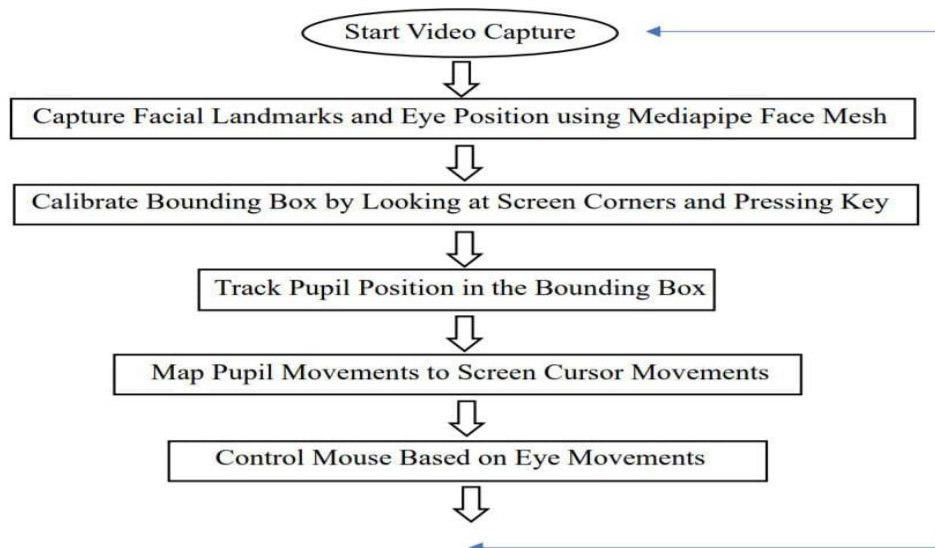 Start Video Capture
Capture Facial Landmarks and Eye Position using Mediapipe Face Mesh
Calibrate Bounding Box by Looking at Screen Corners and Pressing Key
Track Pupil Position in the Bounding Box
Map Pupil Movements to Screen Cursor Movements
Control Mouse Based on Eye Movements